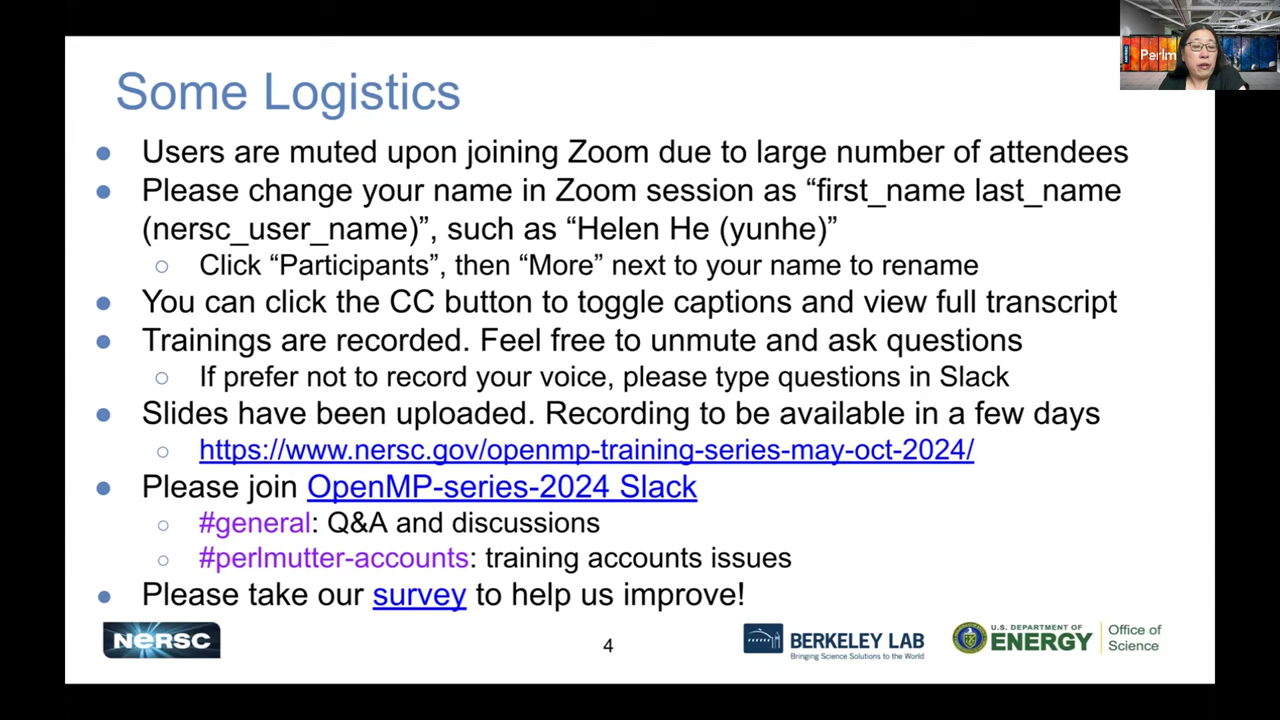 Some Logistics
● Users are muted upon joining Zoom due to large number of attendees
● Please change your name in Zoom session as “first_name last_name
(nersc_user_name)”, such as “Helen He (yunhe)”
○ Click “Participants”, then “More” next to your name to rename
● You can click the CC button to toggle captions and view full transcript
● Trainings are recorded. Feel free to unmute and ask questions
○ If prefer not to record your voice, please type questions in Slack
● Slides have been uploaded. Recording to be available in a few days
○ https://www.nersc.gov/openmp-training-series-may-oct-2024/
● Please join OpenMP-series-2024 Slack
○ #general: Q&A and discussions
○ #perlmutter-accounts: training accounts issues
● Please take our survey to help us improve!
NERSC
4
BERKELEY LAB
Bringing Science Solutions to the World
U.S. DEPARTMENT OF
ENERGY
Office of
Science
Perlm